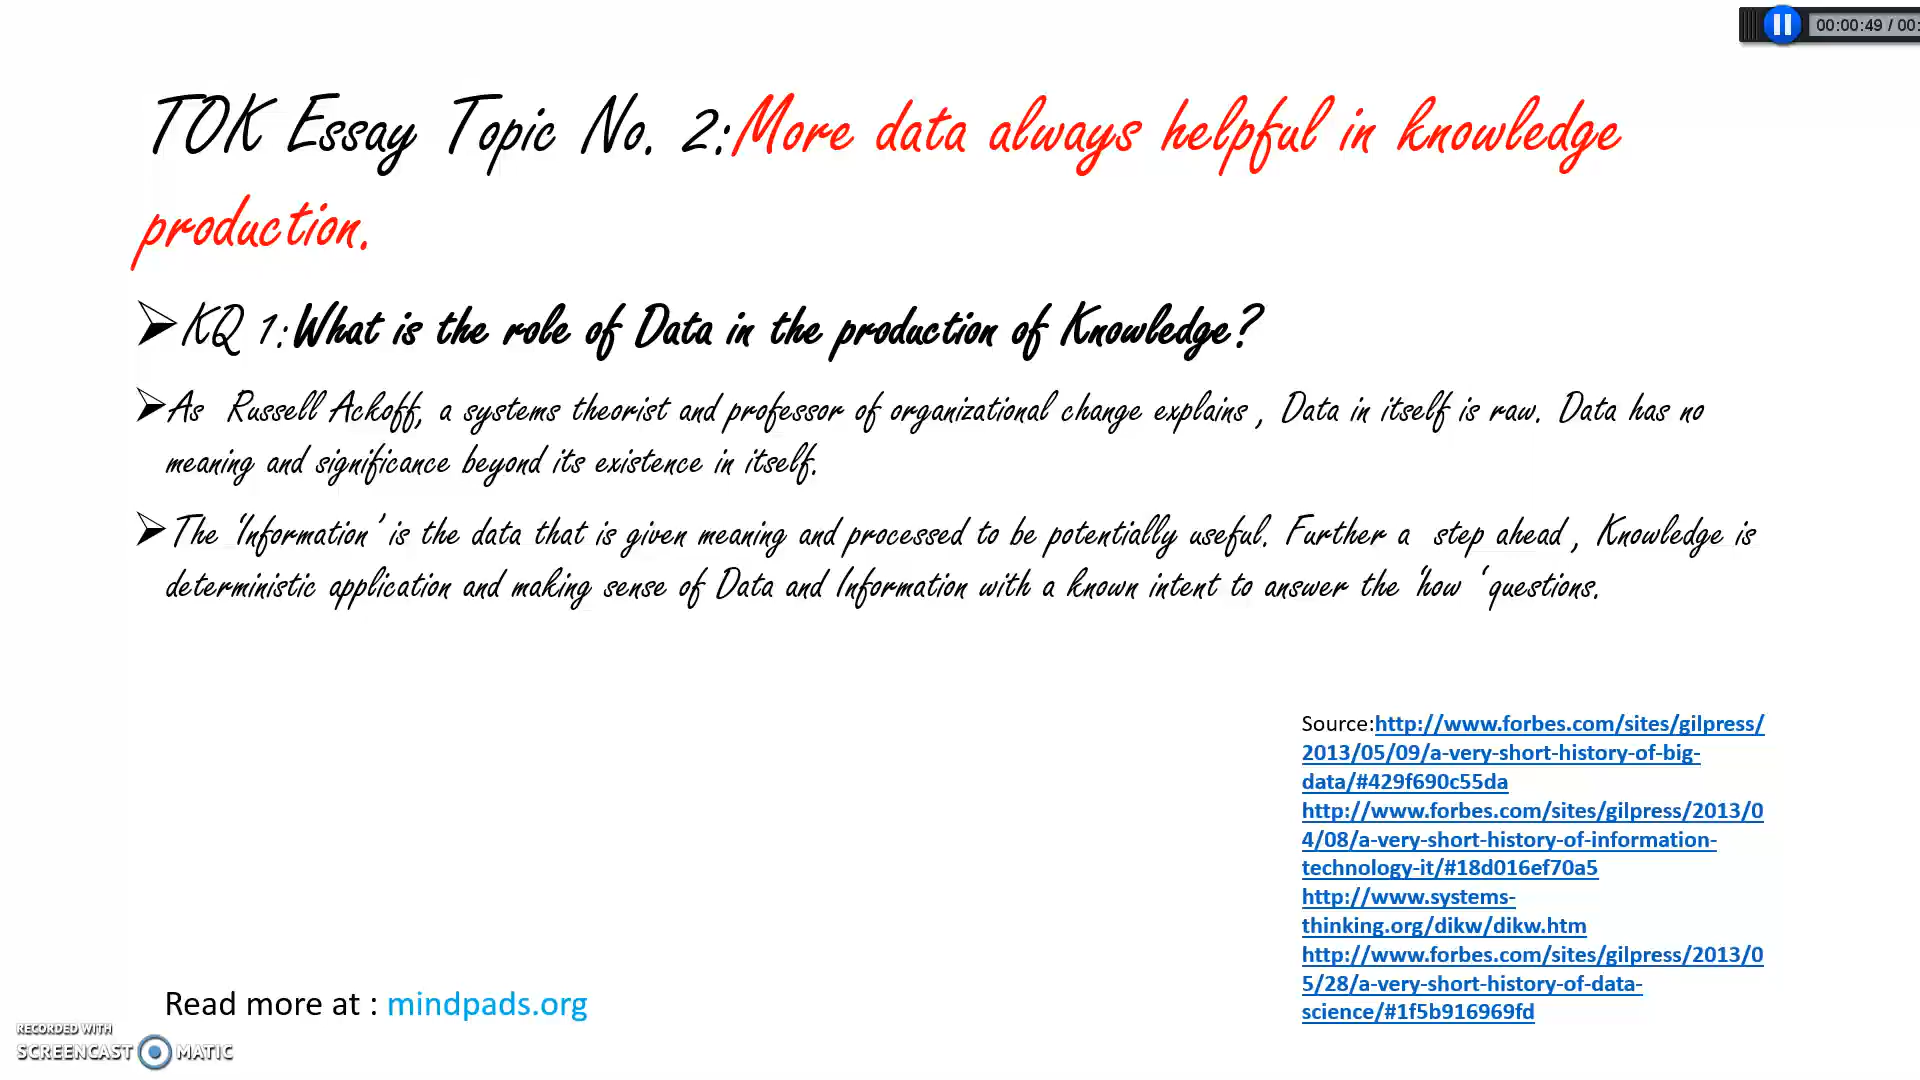 00:00:49 / 00:
TOK Essay Topic No. 2:More data always helpful in knowledge
production.
➢KQ 1:What is the role of Data in the production of Knowledge?
➢As Russell Ackoff, a systems theorist and professor of organizational change explains , Data in itself is raw. Data has no
meaning and significance beyond its existence in itself.
➢The ‘Information’ is the data that is given meaning and processed to be potentially useful. Further a step ahead , Knowledge is
deterministic application and making sense of Data and Information with a known intent to answer the ‘how ‘ questions.
Source:http://www.forbes.com/sites/gilpress/
2013/05/09/a-very-short-history-of-big-
data/#429f690c55da
http://www.forbes.com/sites/gilpress/2013/0
4/08/a-very-short-history-of-information-
technology-it/#18d016ef70a5
http://www.systems-
thinking.org/dikw/dikw.htm
http://www.forbes.com/sites/gilpress/2013/0
5/28/a-very-short-history-of-data-
science/#1f5b916969fd
Read more at : mindpads.org
RECORDED WITH
SCREENCAST MATIC